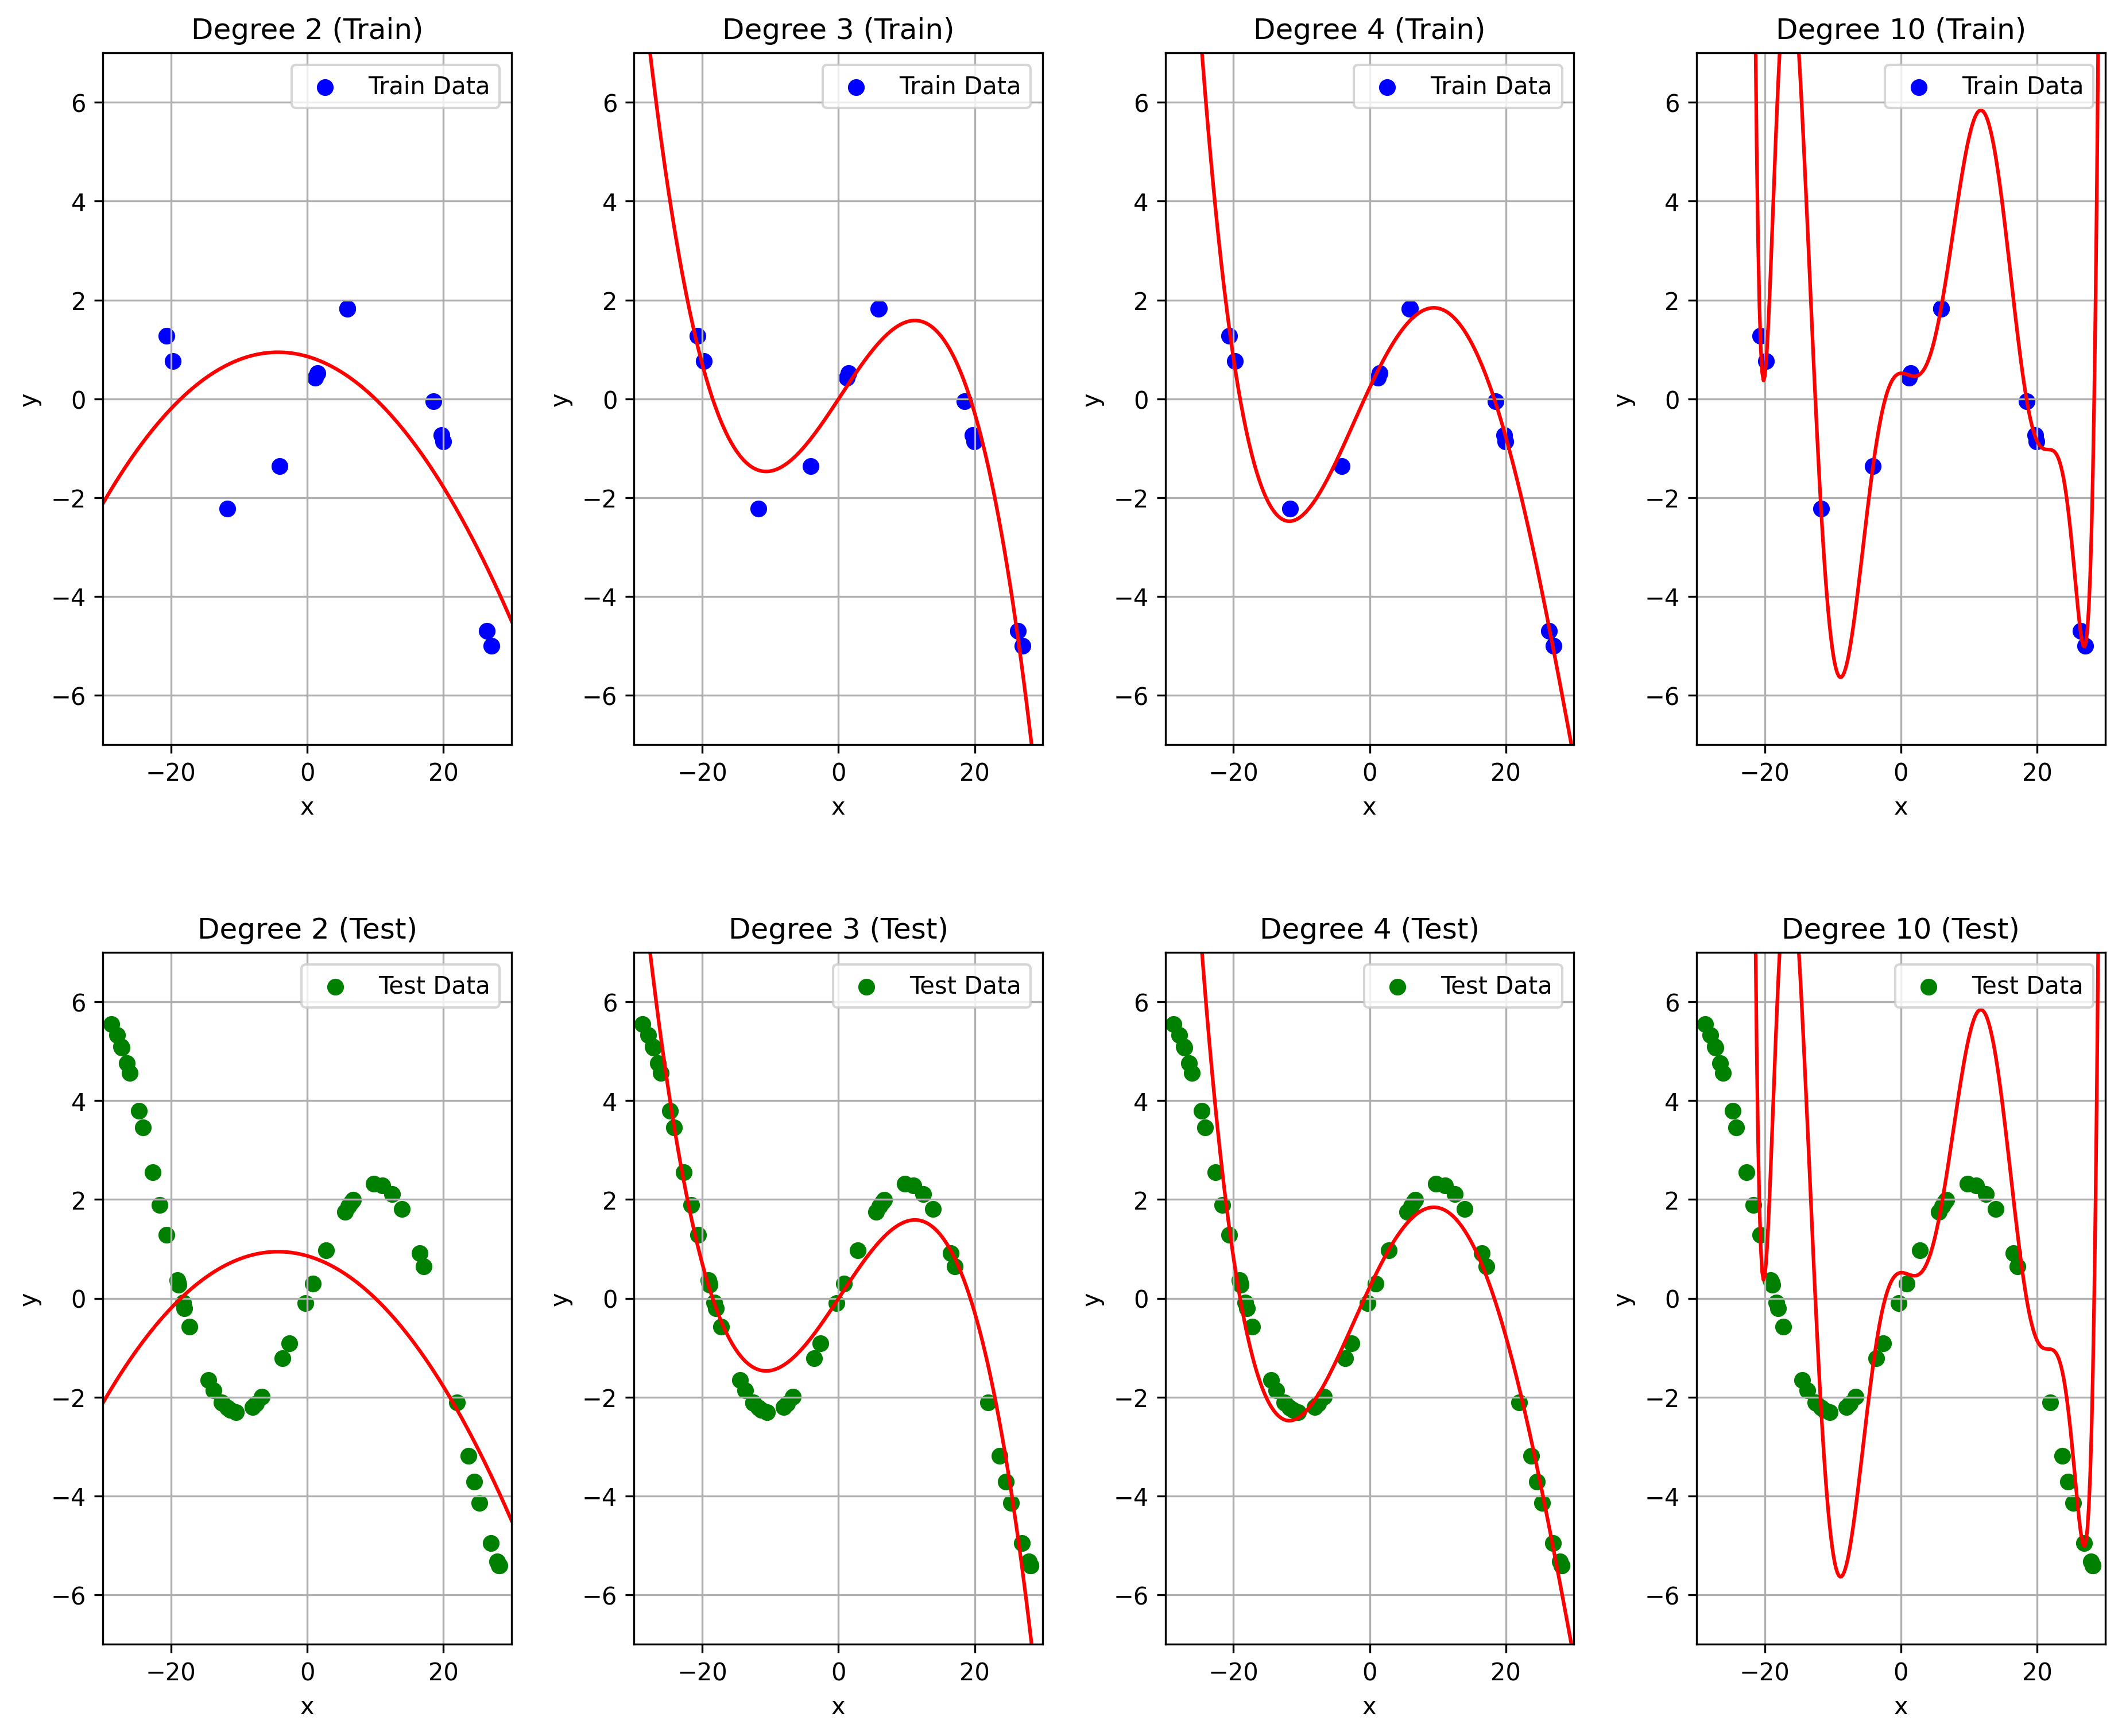 Degree 2 (Train)
Degree 3 (Train)
Degree 4 (Train)
Degree 10 (Train)
Train Data
Train Data
Train Data
Train Data
6
4
2
0
−2
−4
−6
y
−20 0 20
x
6
4
2
0
−2
−4
−6
y
−20 0 20
x
6
4
2
0
−2
−4
−6
y
−20 0 20
x
6
4
2
0
−2
−4
−6
y
−20 0 20
x
Degree 2 (Test)
Degree 3 (Test)
Degree 4 (Test)
Degree 10 (Test)
Test Data
Test Data
Test Data
Test Data
6
4
2
0
−2
−4
−6
y
−20 0 20
x
6
4
2
0
−2
−4
−6
y
−20 0 20
x
6
4
2
0
−2
−4
−6
y
−20 0 20
x
6
4
2
0
−2
−4
−6
y
−20 0 20
x